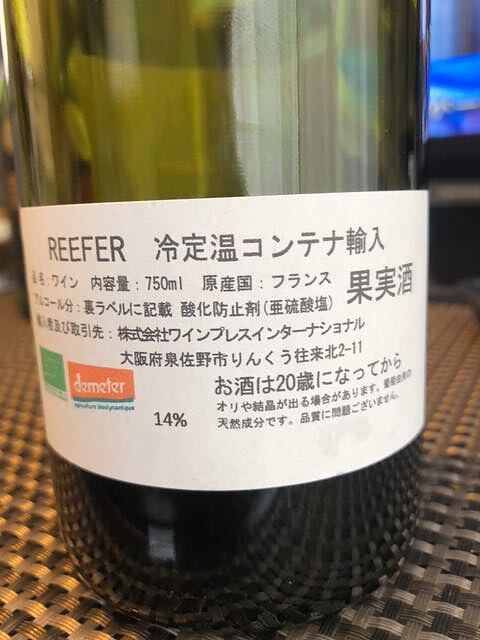 REEFER 冷定温コンテナ輸入
品名：ワイン 内容量：750ml 原産国：フランス
アルコール分：裏ラベルに記載 酸化防止剤(亜硫酸塩) 果実酒
輸入者及び取引先：株式会社ワインプレスインターナショナル
大阪府泉佐野市りんくう往来北2-11
demeter
agriculture biodynamique
14%
お酒は20歳になってから
オリや結晶が出る場合があります。葡萄由来の
天然成分です。品質に問題ございません。